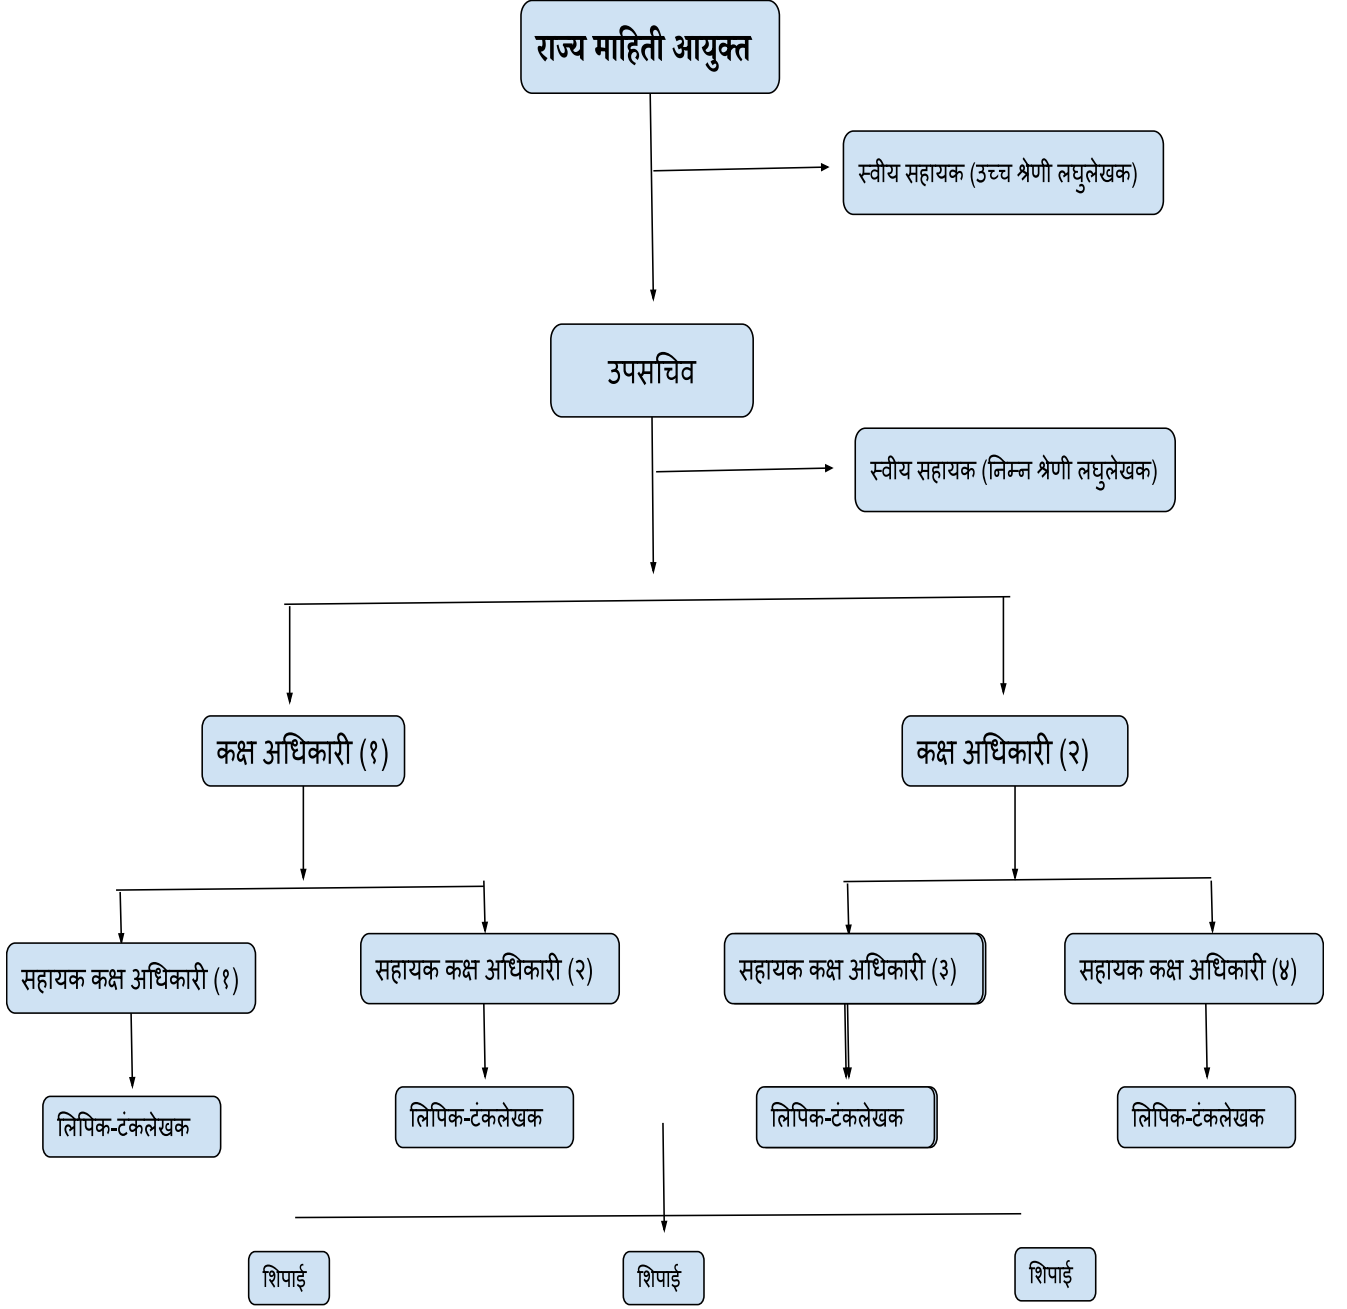 राज्य माहिती आयुक्त
स्वीय सहायक (उच्च श्रेणी लघुलेखक)
उपसचिव
स्वीय सहायक (निम्न श्रेणी लघुलेखक)
कक्ष अधिकारी (१)
कक्ष अधिकारी (२)
सहायक कक्ष अधिकारी (१)
सहायक कक्ष अधिकारी (२)
सहायक कक्ष अधिकारी (३)
सहायक कक्ष अधिकारी (४)
लिपिक-टंकलेखक
लिपिक-टंकलेखक
लिपिक-टंकलेखक
लिपिक-टंकलेखक
शिपाई
शिपाई
शिपाई